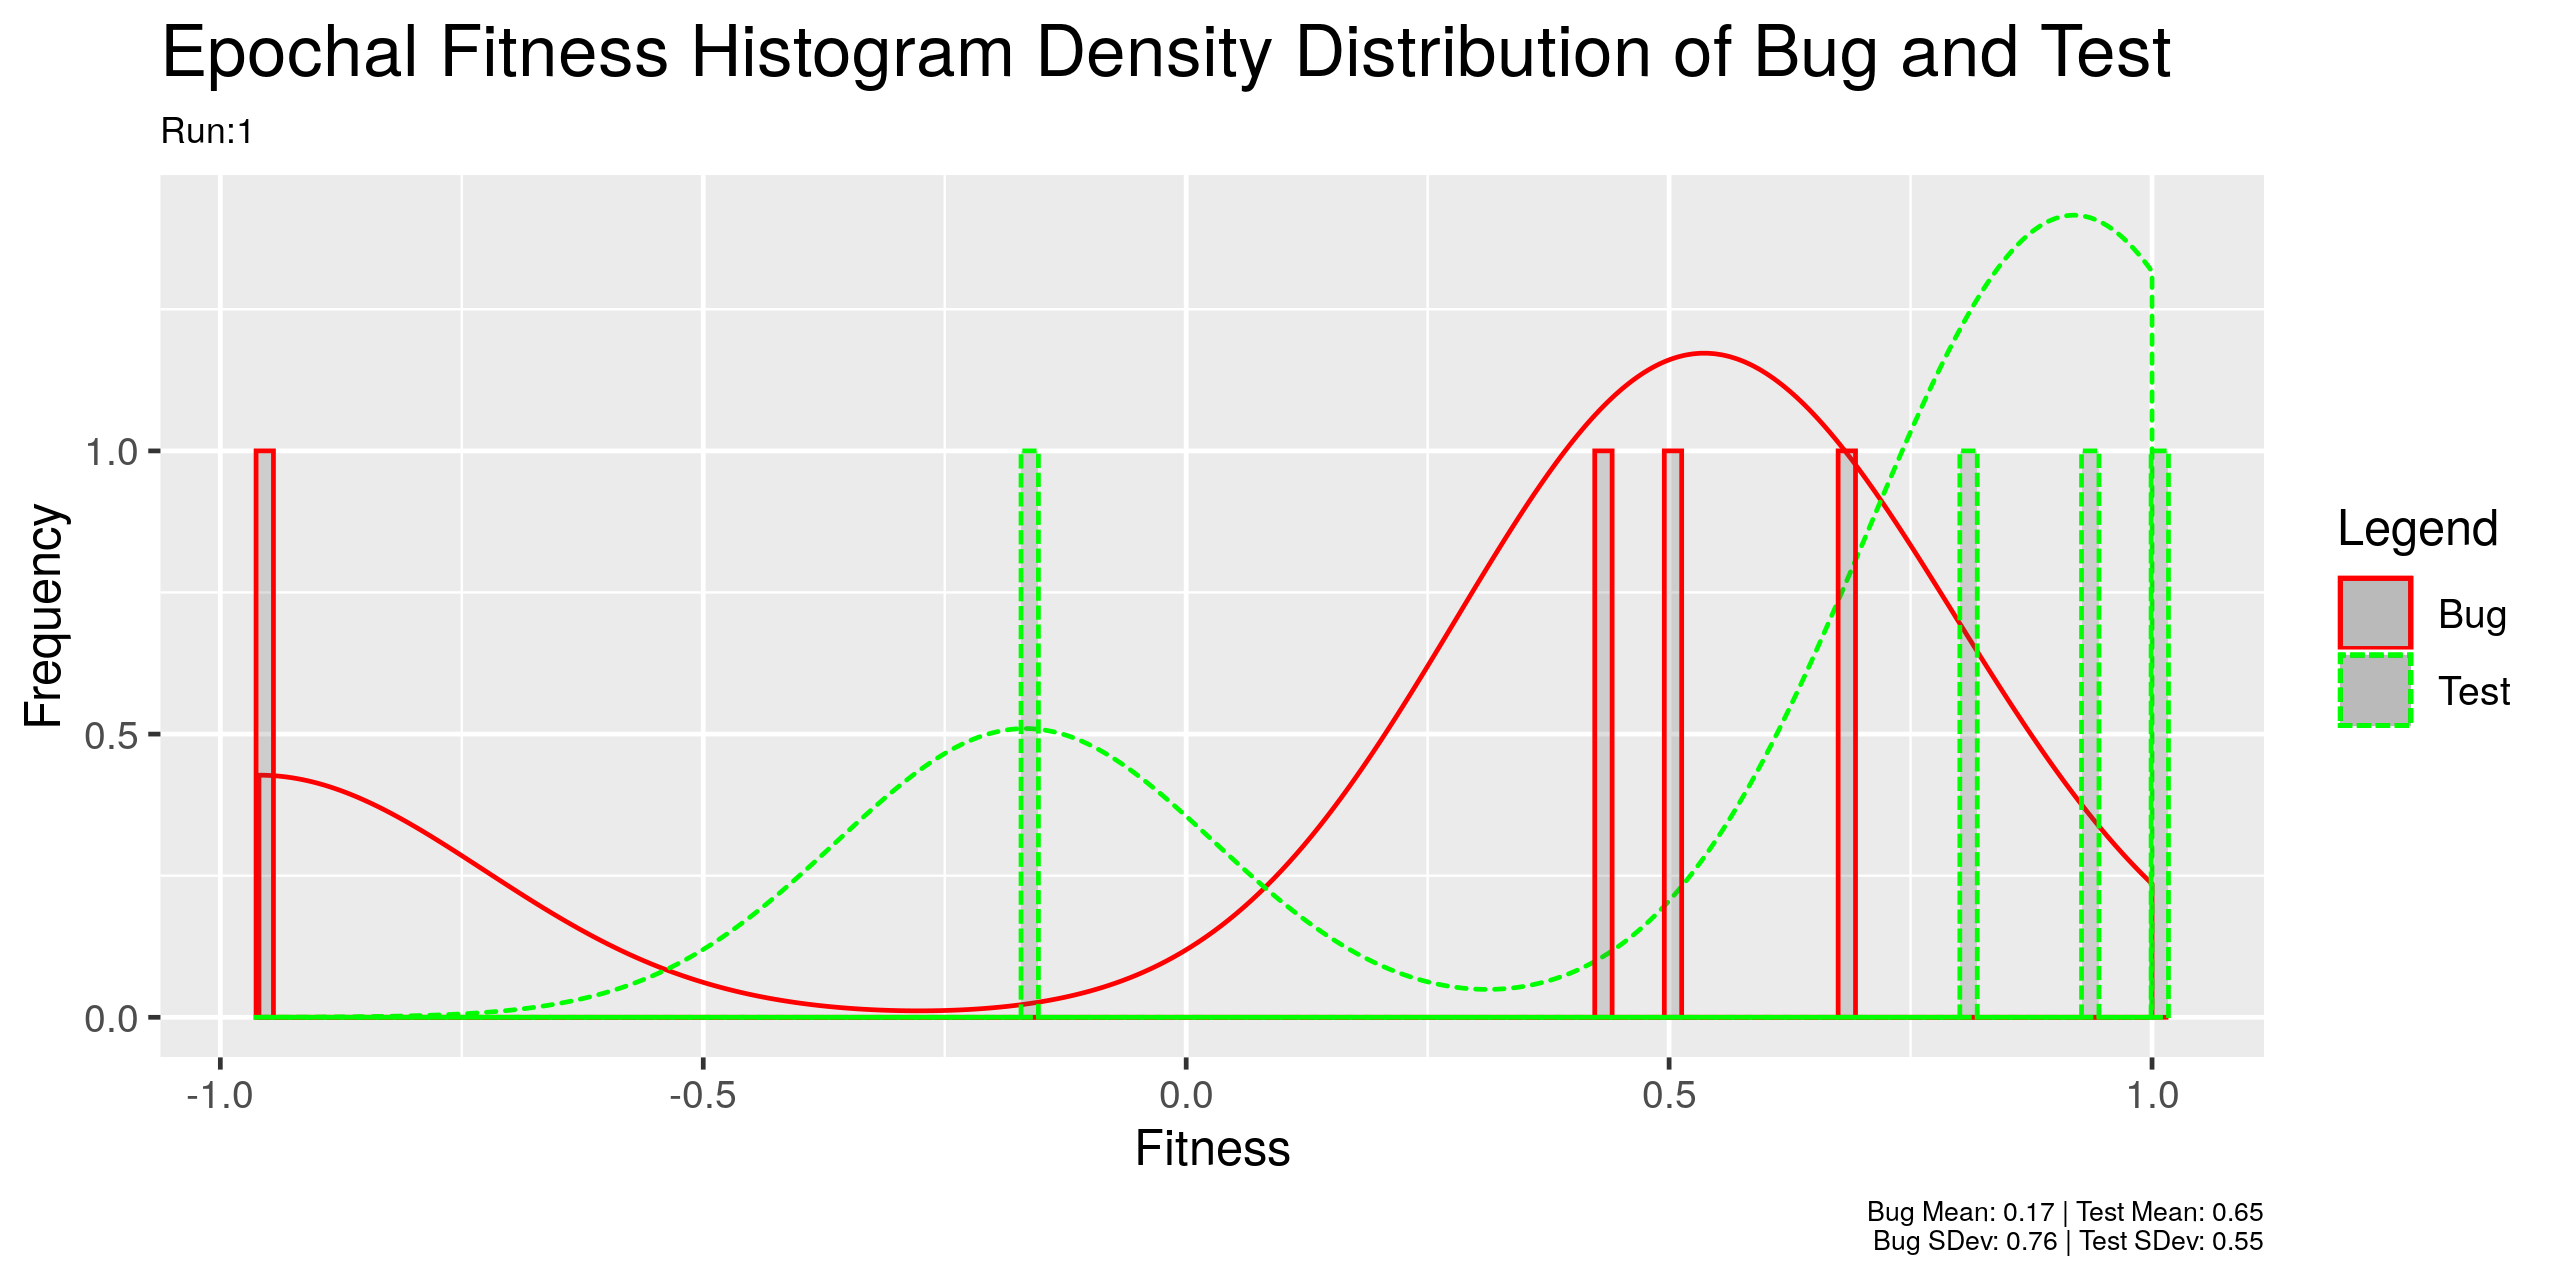 Epochal Fitness Histogram Density Distribution of Bug and Test
Run:1
Frequency
1.0
0.5
0.0
-1.0 -0.5 0.0 0.5 1.0
Fitness
Legend
Bug
Test
Bug Mean: 0.17 | Test Mean: 0.65
Bug SDev: 0.76 | Test SDev: 0.55